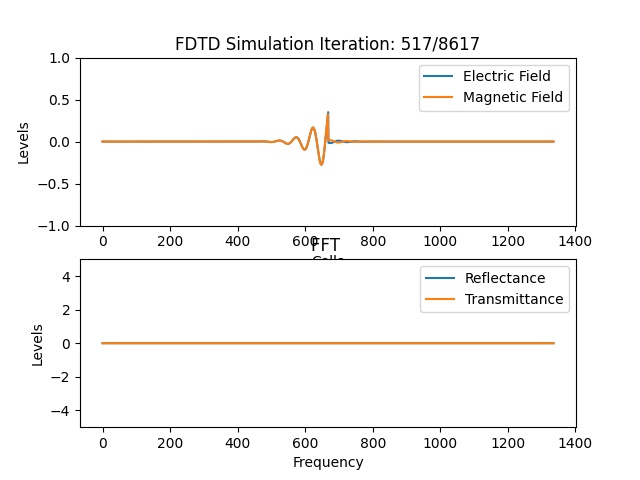 FDTD Simulation Iteration: 517/8617
1.0
0.5
0.0
−0.5
−1.0
Levels
Electric Field
Magnetic Field
0 200 400 600 800 1000 1200 1400
FFT
4
2
0
−2
−4
Levels
Reflectance
Transmittance
0 200 400 600 800 1000 1200 1400
Frequency